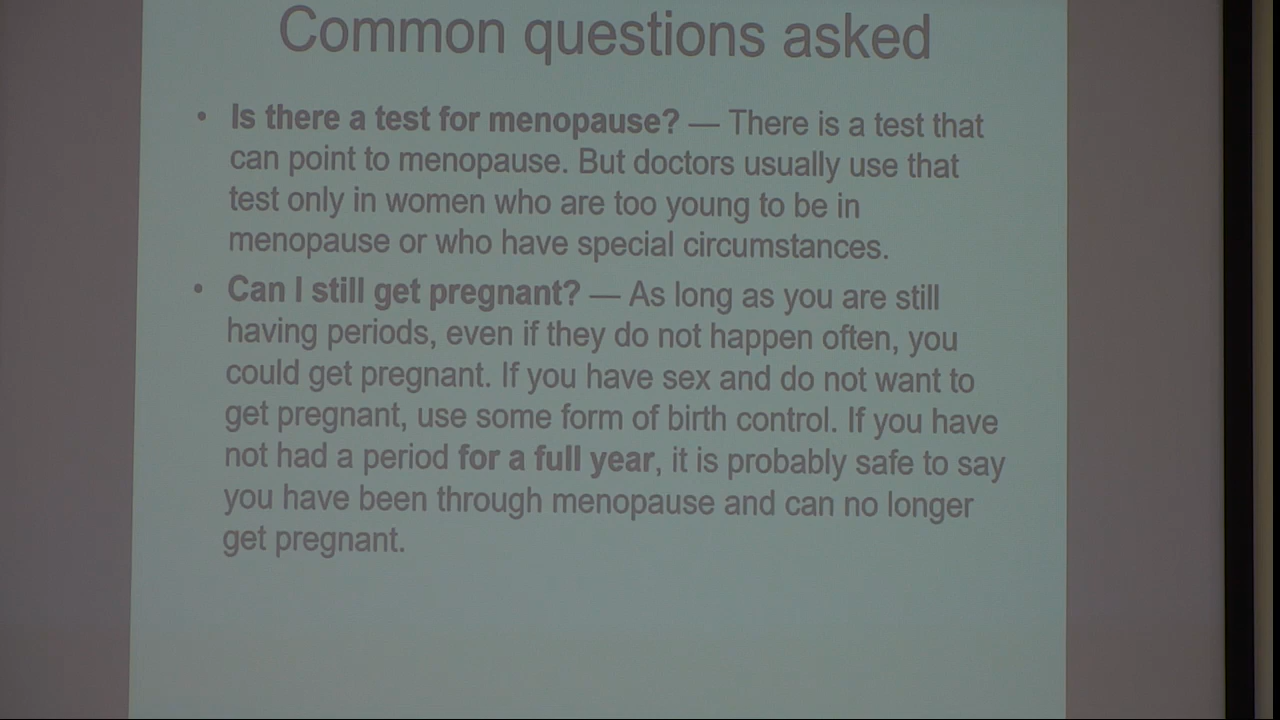 Common questions asked
• Is there a test for menopause? — There is a test that
can point to menopause. But doctors usually use that
test only in women who are too young to be in
menopause or who have special circumstances.
• Can I still get pregnant? — As long as you are still
having periods, even if they do not happen often, you
could get pregnant. If you have sex and do not want to
get pregnant, use some form of birth control. If you have
not had a period for a full year, it is probably safe to say
you have been through menopause and can no longer
get pregnant.